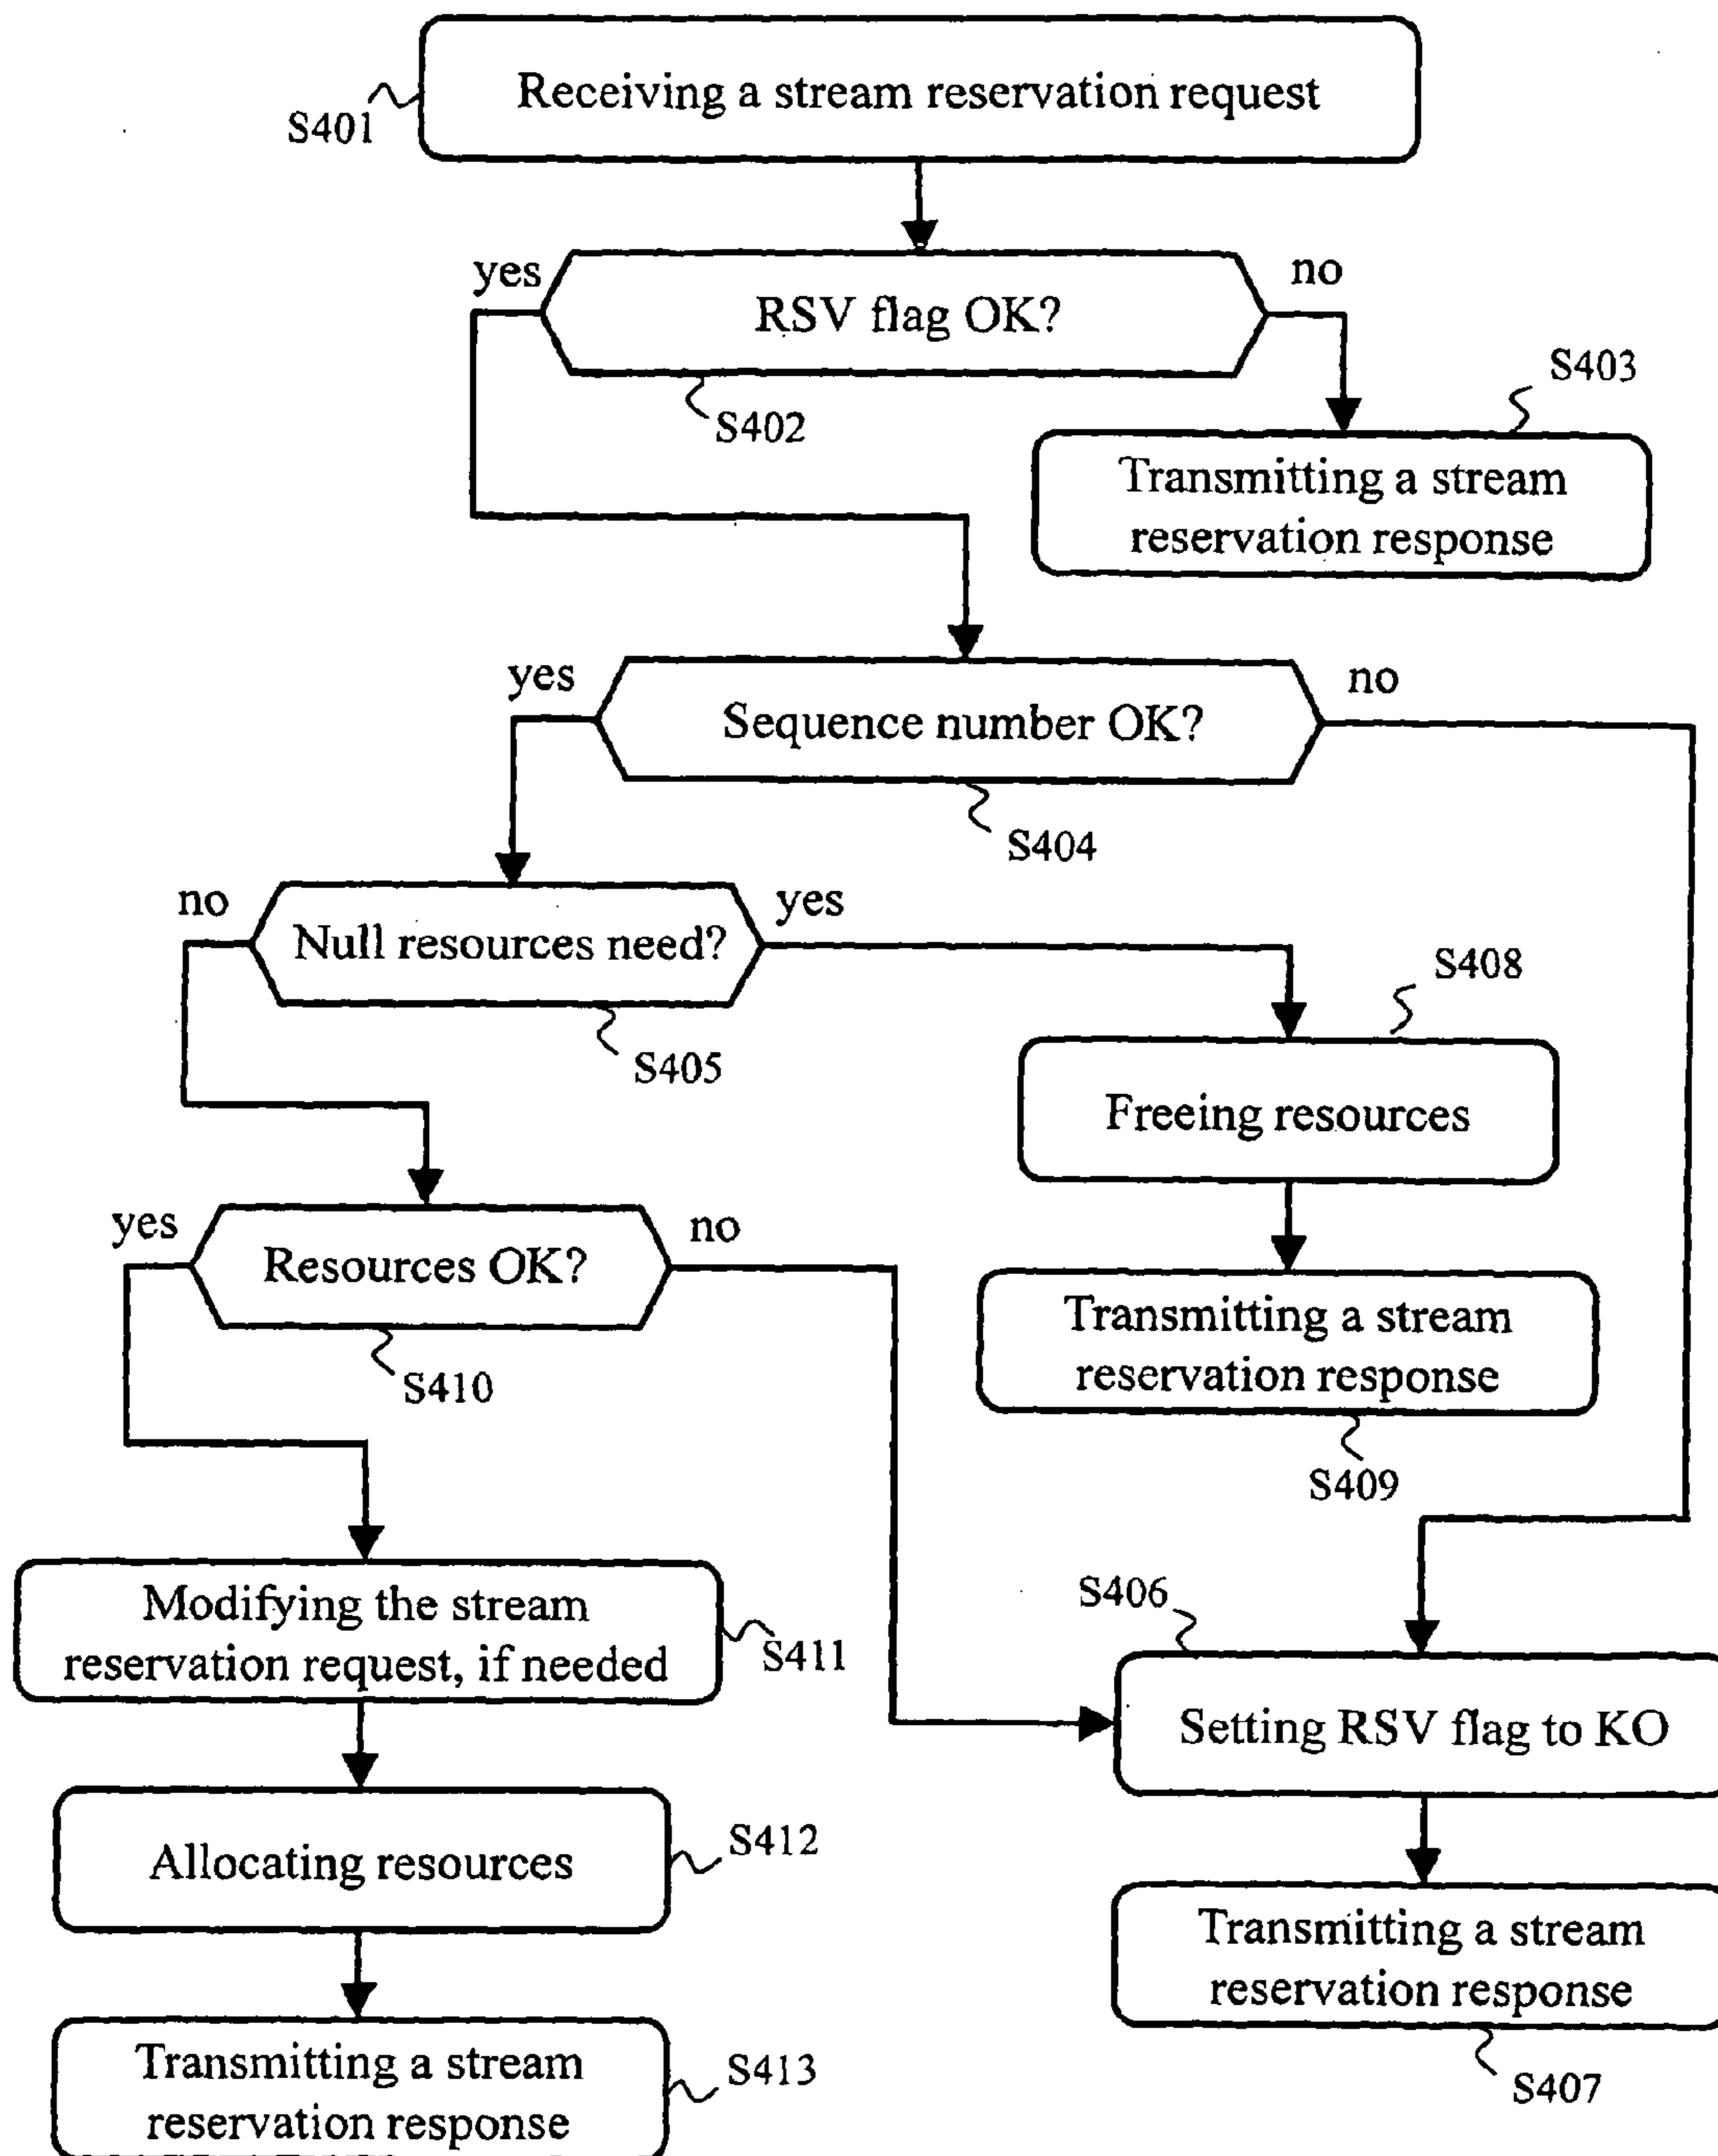 Receiving a stream reservation request
S401
yes
no
RSV flag OK?
S402
S403
Transmitting a stream
reservation response
yes
no
Sequence number OK?
S404
no
yes
Null resources need?
S405
S408
Freeing resources
yes
no
Resources OK?
S410
Transmitting a stream
reservation response
S409
Modifying the stream
reservation request, if needed
S411
S406
Setting RSV flag to KO
Allocating resources
S412
Transmitting a stream
reservation response
S407
Transmitting a stream
reservation response
S413